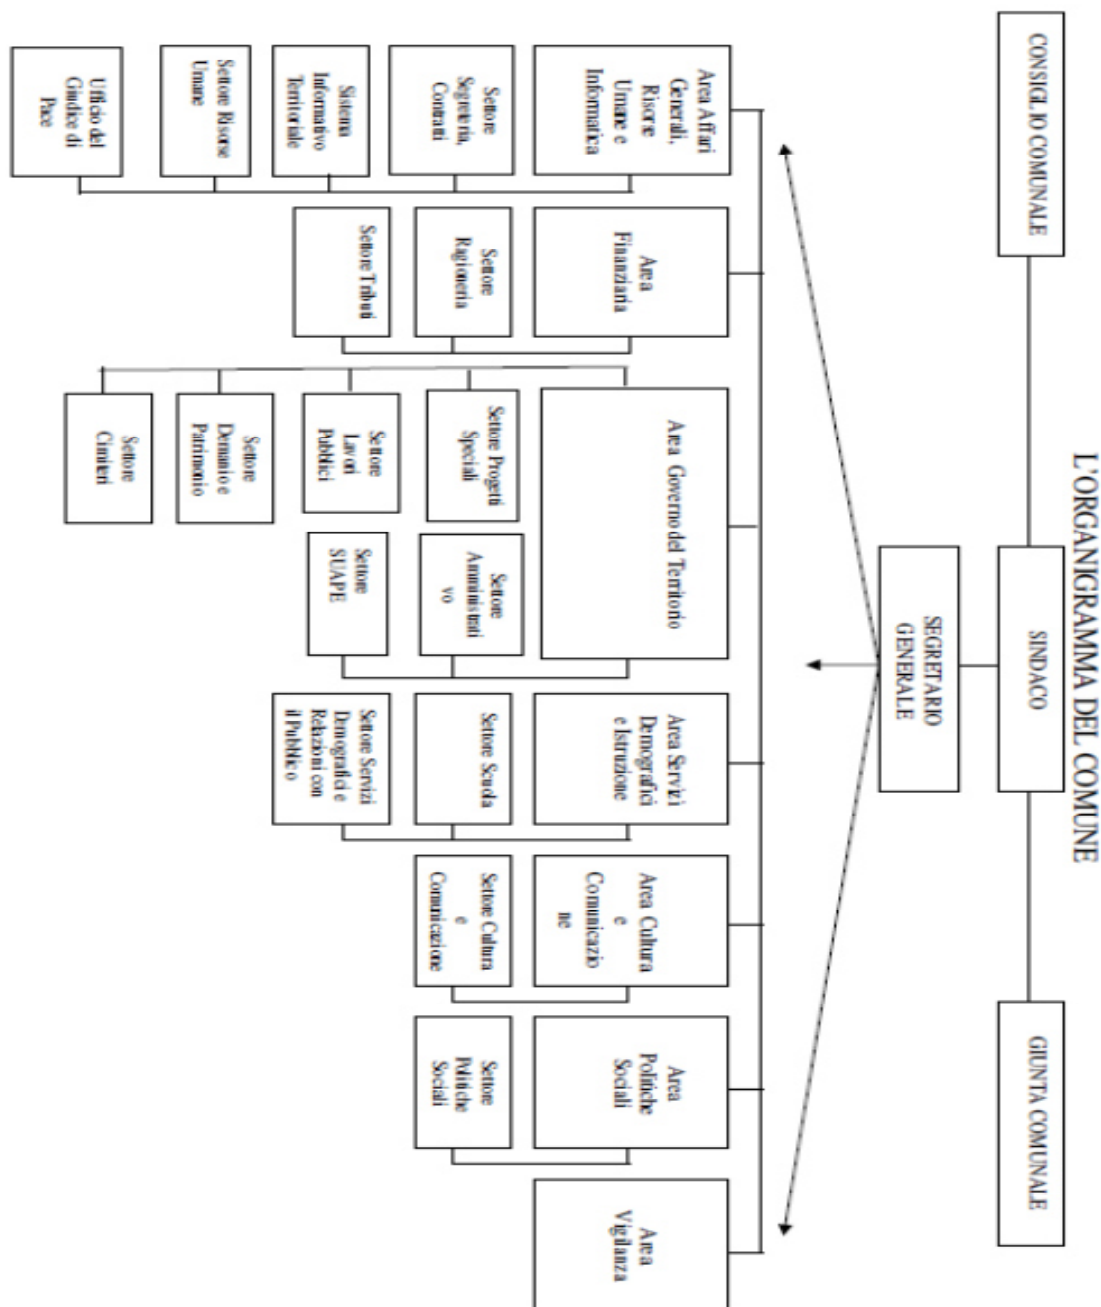 L'ORGANIGRAMMA DEL COMUNE
CONSIGLIO COMUNALE
SINDACO
GIUNTA COMUNALE
SEGRETARIO
GENERALE
Area Affari
Generali,
Risorse
Umane e
Informatica
Settore
Segreteria,
Contratti
Sistema
Informativo
Territoriale
Settore Risorse
Umane
Ufficio del
Giudice di
Pace
Area
Finanziaria
Settore
Ragioneria
Settore Tributi
Area Governo del Territorio
Settore Progetti
Speciali
Settore
Lavori
Pubblici
Settore
Demanio e
Patrimonio
Settore
Cimiteri
Settore
Amministrati
vo
Settore
SUAPE
Area Servizi
Demografici
e Istruzione
Settore Scuola
Settore Servizi
Demografici e
Relazioni con
il Pubblico
Area Cultura
e
Comunicazio
ne
Settore Cultura
e
Comunicazione
Area
Politiche
Sociali
Settore
Politiche
Sociali
Area
Vigilanza